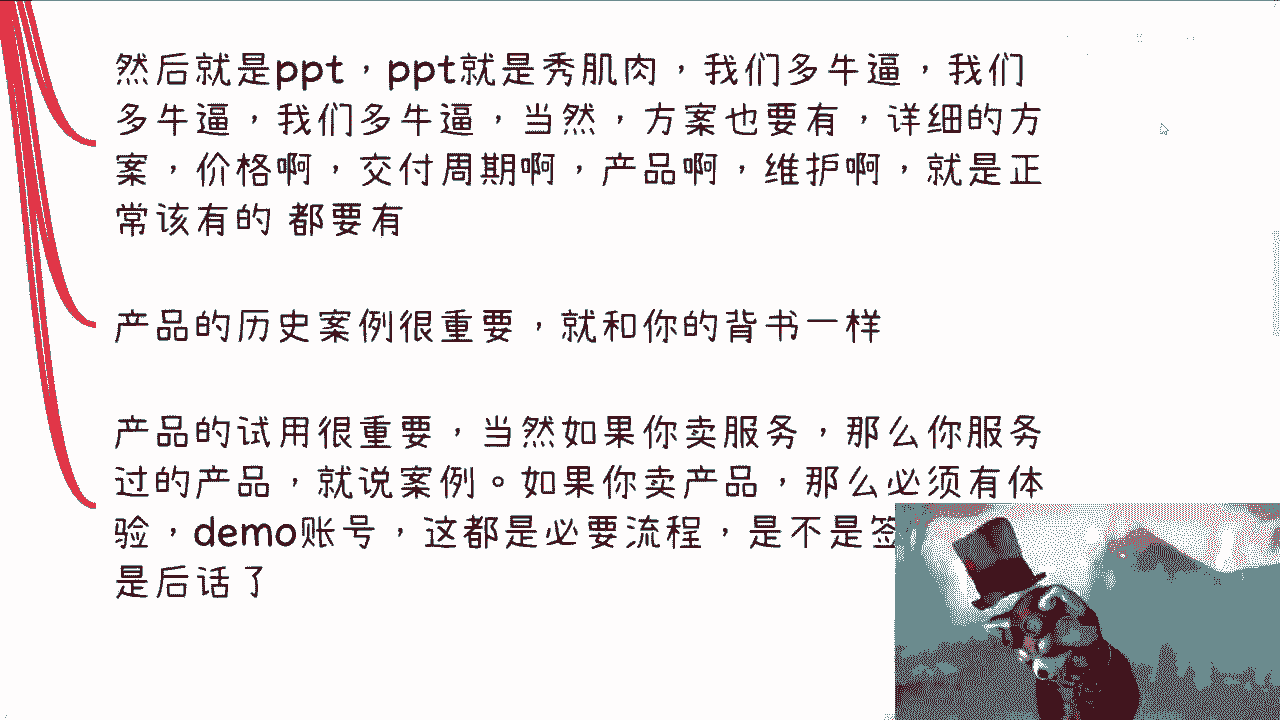 然后就是ppt，ppt就是秀肌肉，我们多牛逼，我们
多牛逼，我们多牛逼，当然，方案也要有，详细的方
案，价格啊，交付周期啊，产品啊，维护啊，就是正
常该有的 都要有
产品的历史案例很重要，就和你的背书一样
产品的试用很重要，当然如果你卖服务，那么你服务
过的产品，就说案例。如果你卖产品，那么必须有体
验，demo账号，这都是必要流程，是不是签
是后话了